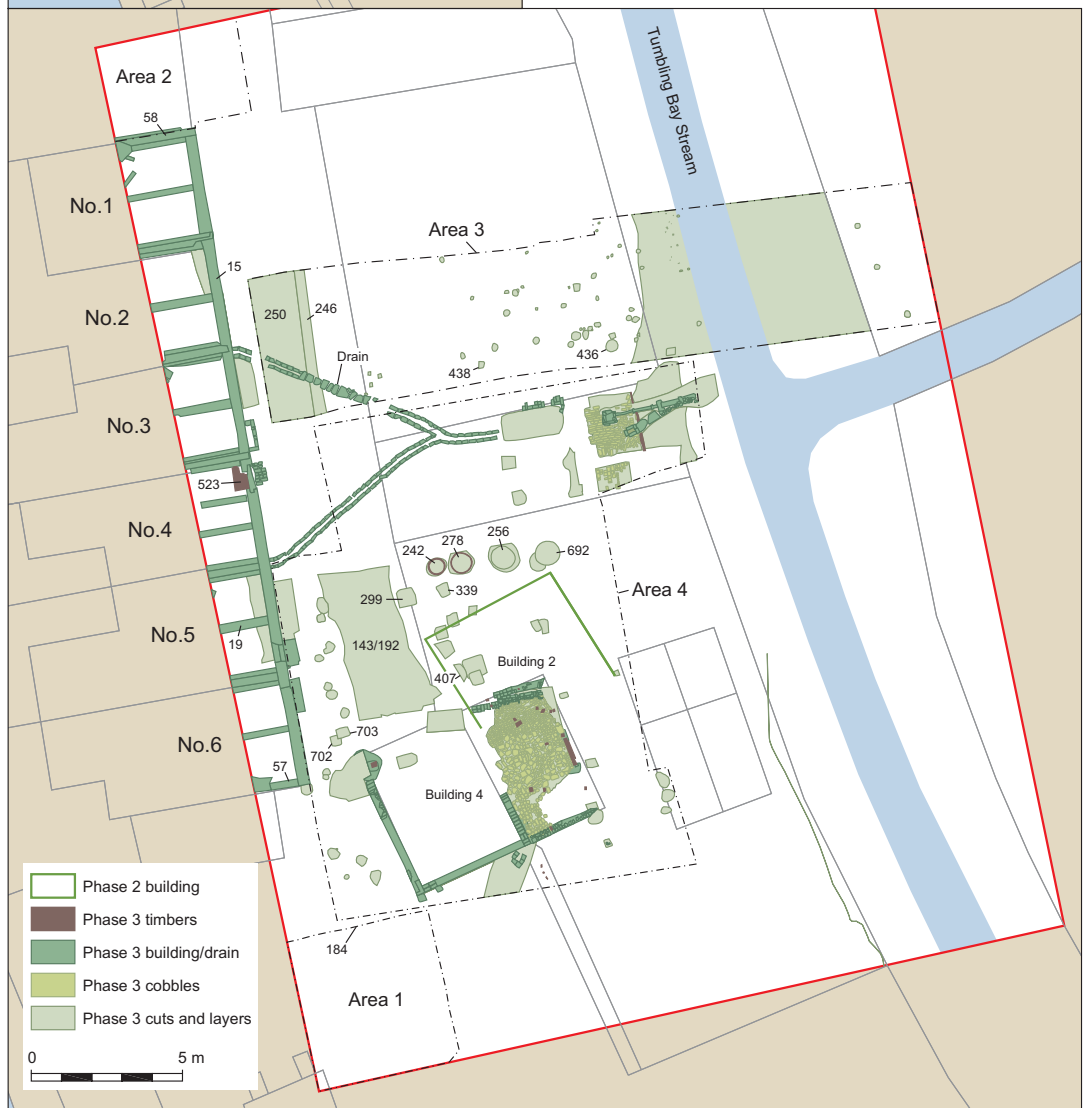 Area 2
58
Tumbling Bay Stream
No.1
Area 3
15
No.2
250
246
Drain
436
438
No.3
523
No.4
242
278
256
692
299
339
Area 4
No.5
19
143/192
Building 2
407
No.6
703
702
57
Building 4
Phase 2 building
Phase 3 timbers
Phase 3 building/drain
Phase 3 cobbles
Phase 3 cuts and layers
184
Area 1
0 5 m